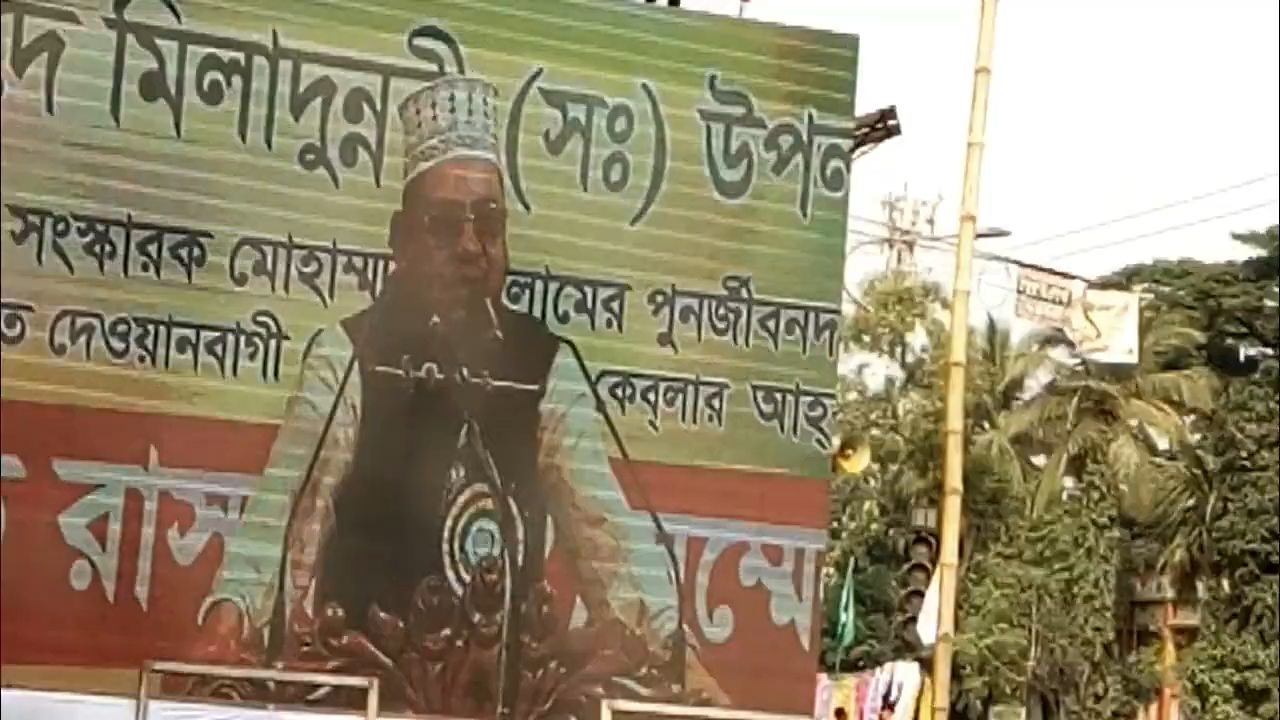 দ মিলাদুন্নবী (সঃ) উপল
সংস্কারক মোহাম্মা লামের পুনর্জীবনদ
ত দেওয়ানবাগী ( কেব্‌লার আহ
রাসূ ম্মে